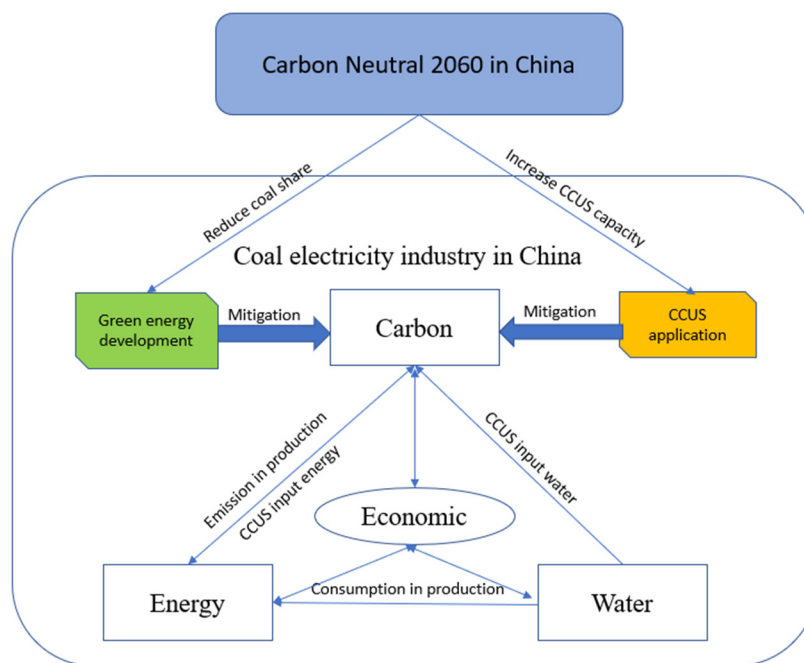 Carbon Neutral 2060 in China
Reduce coal share
Increase CCUS capacity
Coal electricity industry in China
Green energy
development
Mitigation
Carbon
Mitigation
CCUS
application
Emission in production
CCUS input energy
CCUS input water
Economic
Energy
Consumption in production
Water